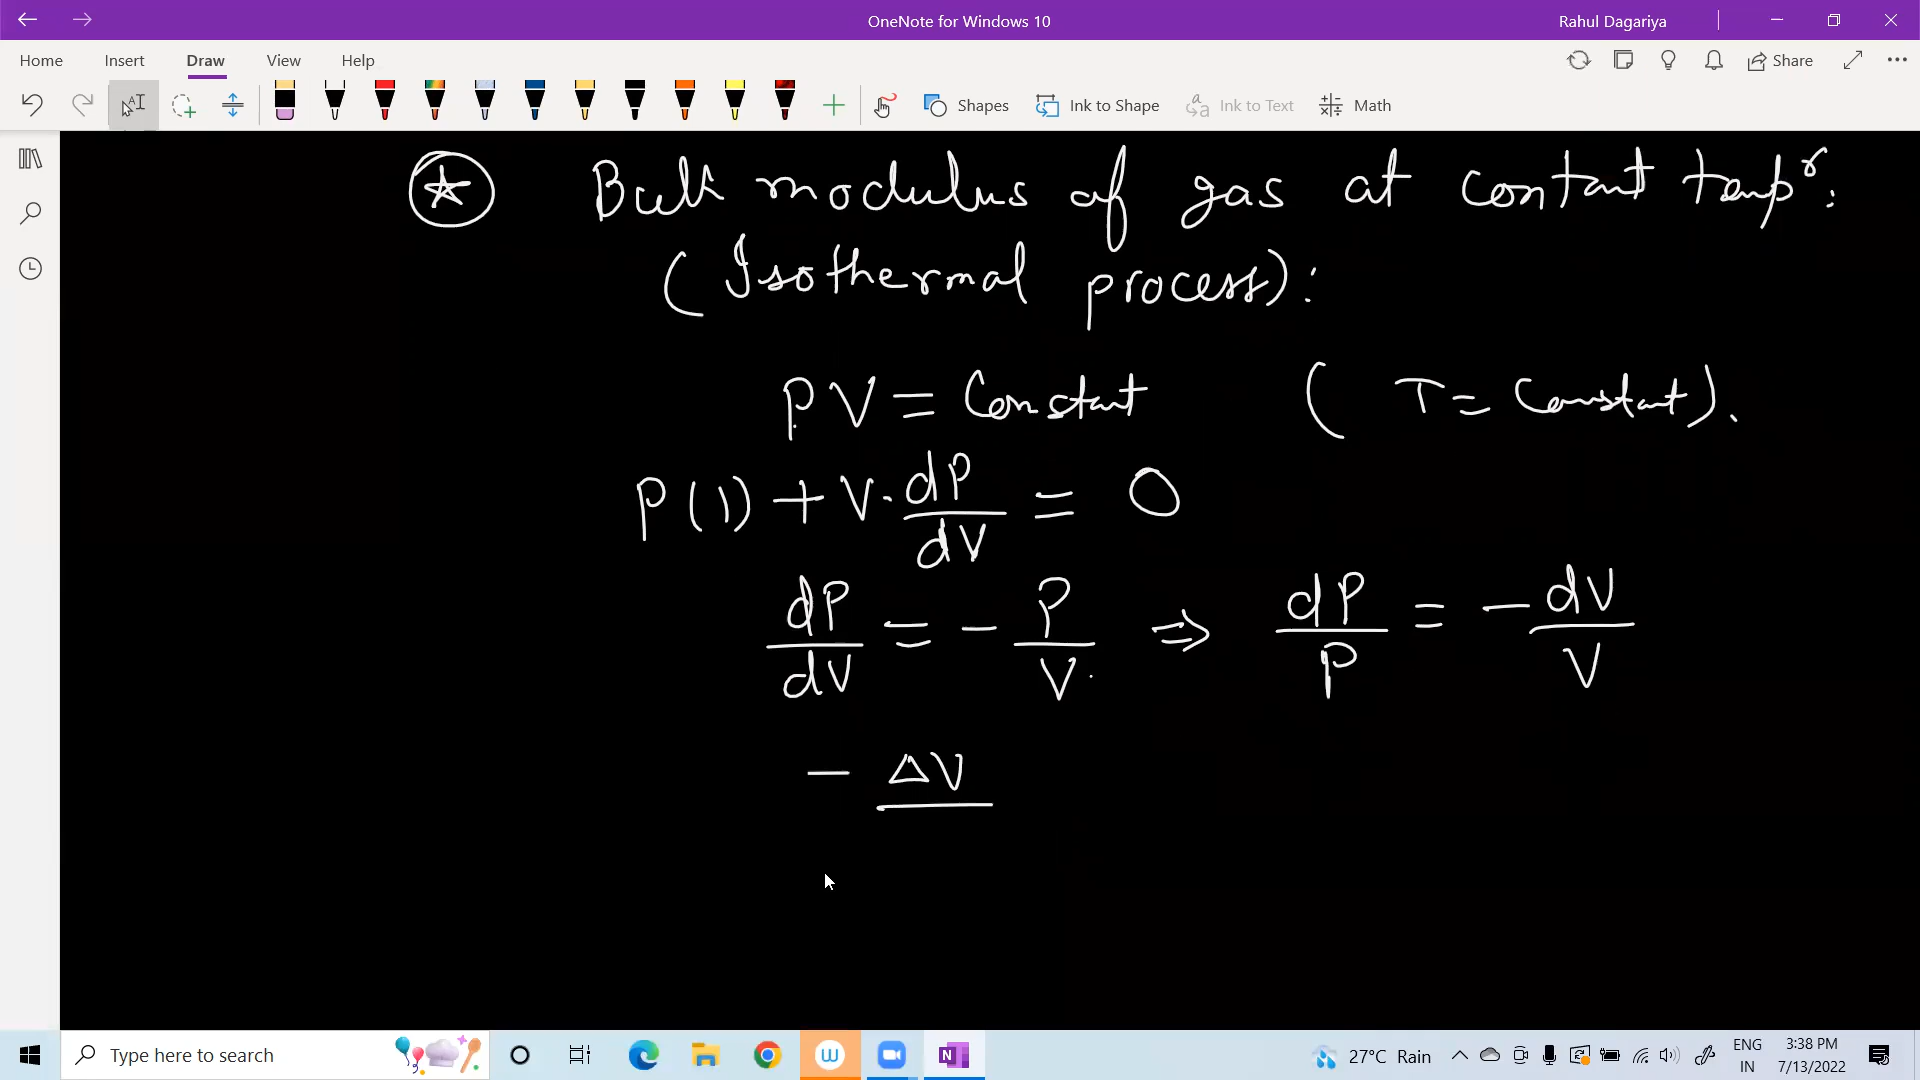 OneNote for Windows 10
Rahul Dagariya
Home Insert Draw View Help
Share
Shapes Ink to Shape Ink to Text Math
Bulk modulus of gas at contant tempr:
(Isothermal process):
PV = Constant (T = Constant).
P(1) + V. dP/dV = 0
dP/dV = - P/V. ⇒ dP/P = - dV/V
- ΔV
Type here to search
27°C Rain
ENG
IN
3:38 PM
7/13/2022